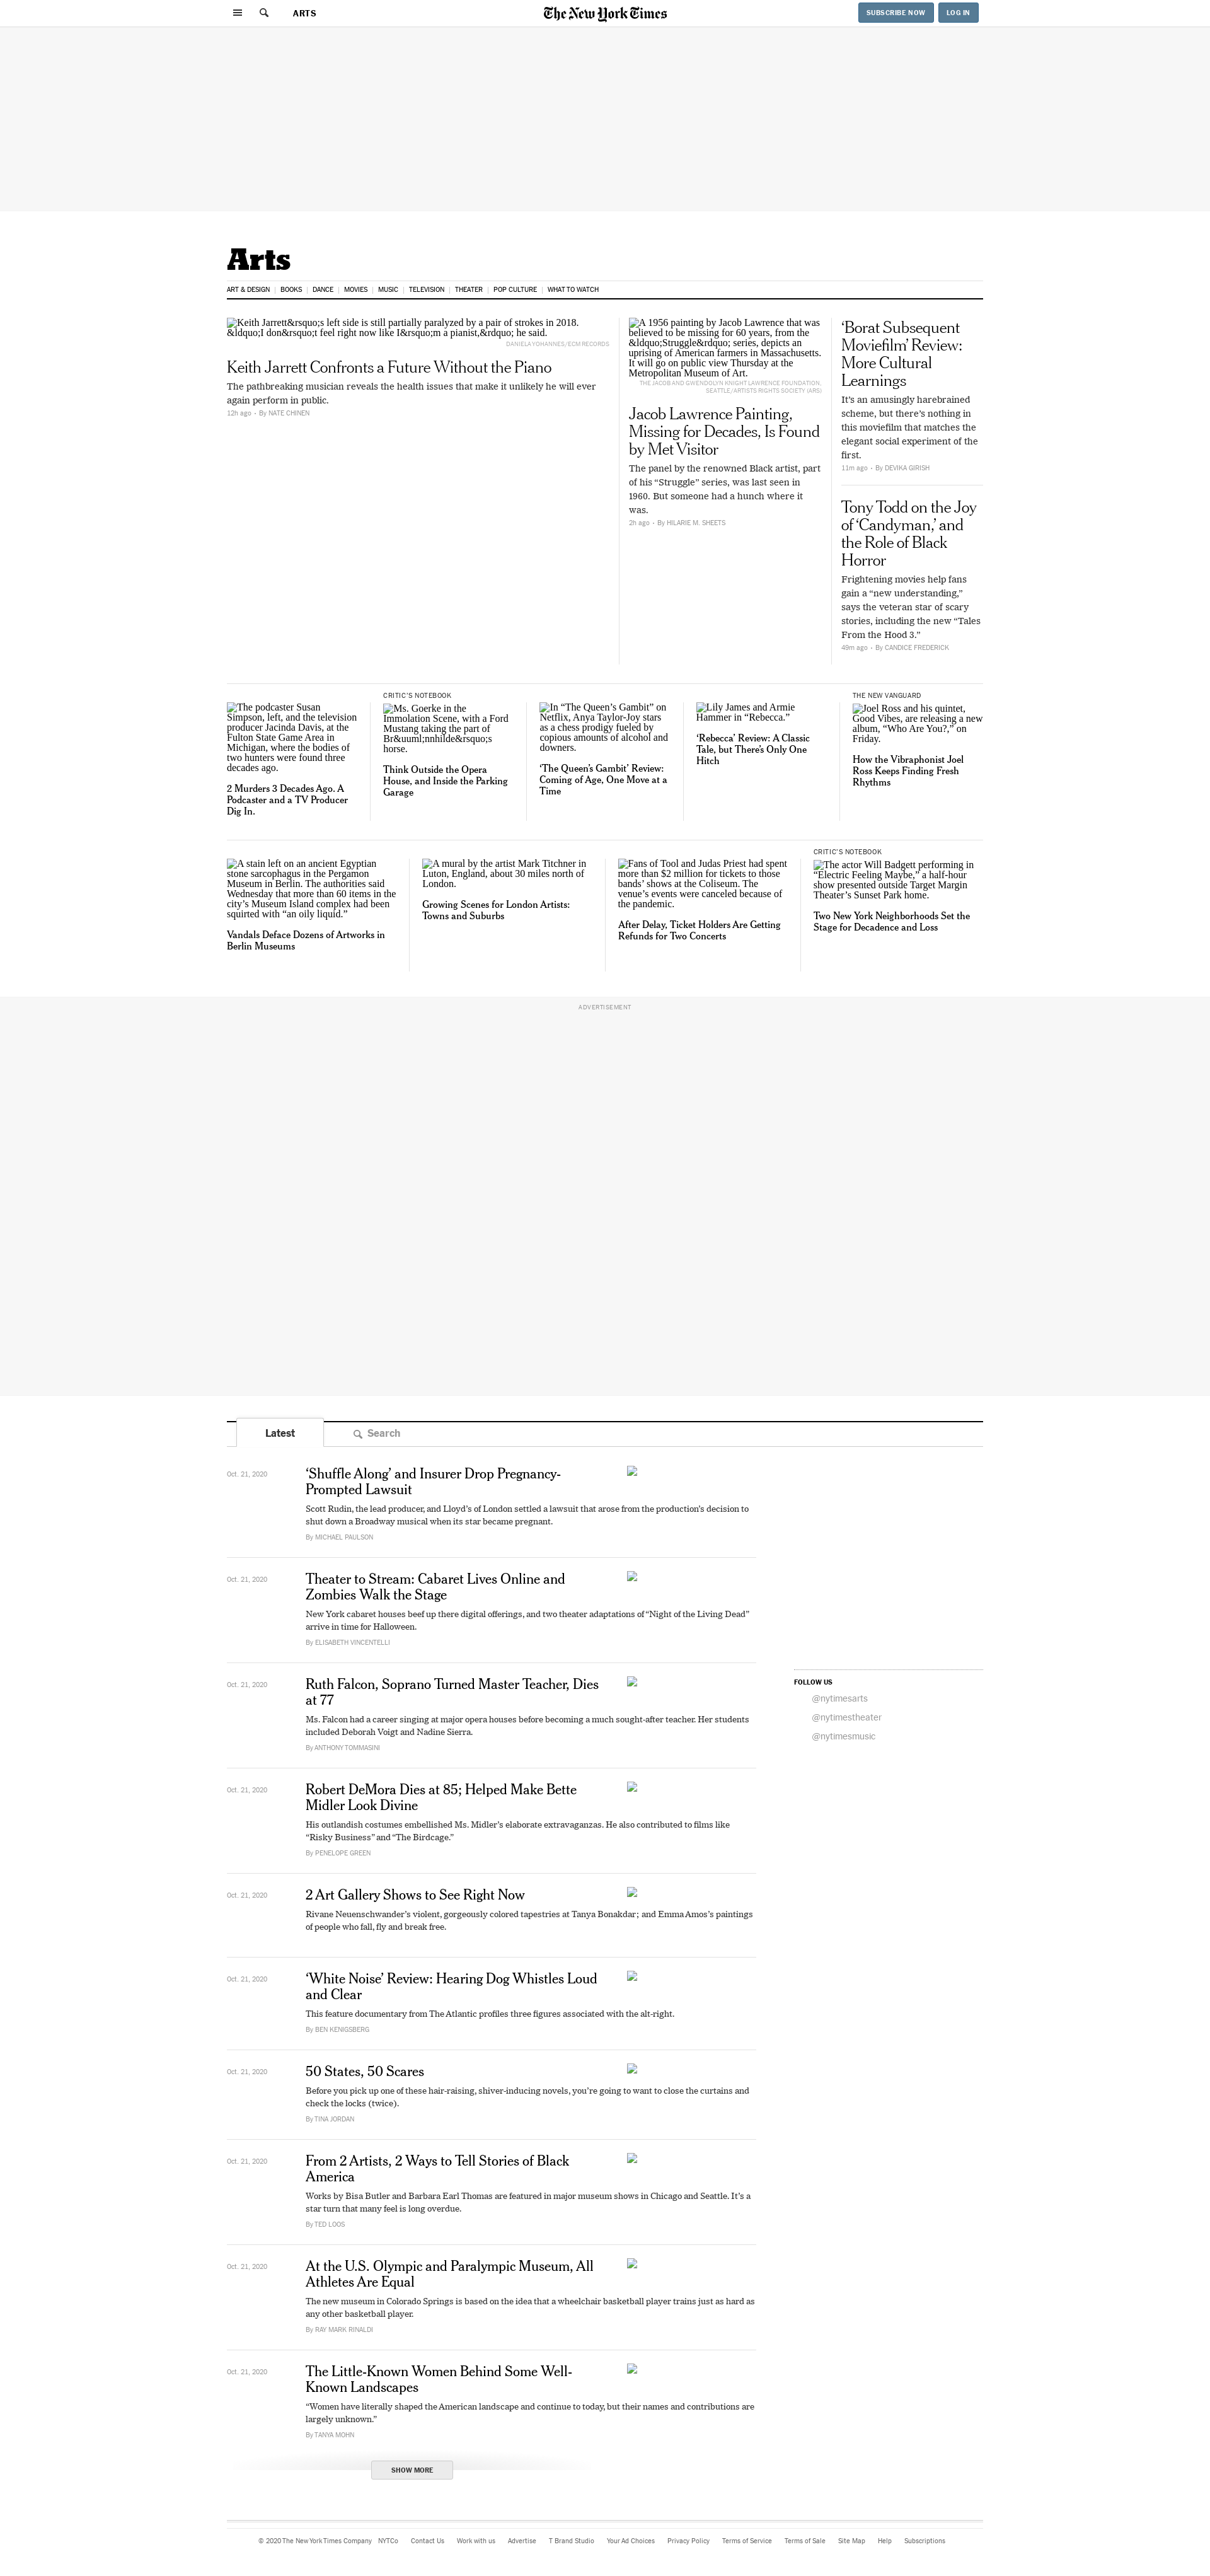 ARTS
The New York Times
SUBSCRIBE NOW
LOG IN
Arts
ART & DESIGN
BOOKS
DANCE
MOVIES
MUSIC
TELEVISION
THEATER
POP CULTURE
WHAT TO WATCH
Keith Jarrett&rsquo;s left side is still partially paralyzed by a pair of strokes in 2018.
&ldquo;I don&rsquo;t feel right now like I&rsquo;m a pianist,&rdquo; he said.
DANIELA YOHANNES/ECM RECORDS
Keith Jarrett Confronts a Future Without the Piano
The pathbreaking musician reveals the health issues that make it unlikely he will ever
again perform in public.
12h ago · By NATE CHINEN
A 1956 painting by Jacob Lawrence that was
believed to be missing for 60 years, from the
&ldquo;Struggle&rdquo; series, depicts an
uprising of American farmers in Massachusetts.
It will go on public view Thursday at the
Metropolitan Museum of Art.
THE JACOB AND GWENDOLYN KNIGHT LAWRENCE FOUNDATION,
SEATTLE/ARTISTS RIGHTS SOCIETY (ARS)
Jacob Lawrence Painting,
Missing for Decades, Is Found
by Met Visitor
The panel by the renowned Black artist, part
of his “Struggle” series, was last seen in
1960. But someone had a hunch where it
was.
2h ago · By HILARIE M. SHEETS
‘Borat Subsequent
Moviefilm’ Review:
More Cultural
Learnings
It’s an amusingly harebrained
scheme, but there’s nothing in
this moviefilm that matches the
elegant social experiment of the
first.
11m ago · By DEVIKA GIRISH
Tony Todd on the Joy
of ‘Candyman,’ and
the Role of Black
Horror
Frightening movies help fans
gain a “new understanding,”
says the veteran star of scary
stories, including the new “Tales
From the Hood 3.”
49m ago · By CANDICE FREDERICK
The podcaster Susan
Simpson, left, and the television
producer Jacinda Davis, at the
Fulton State Game Area in
Michigan, where the bodies of
two hunters were found three
decades ago.
2 Murders 3 Decades Ago. A
Podcaster and a TV Producer
Dig In.
CRITIC’S NOTEBOOK
Ms. Goerke in the
Immolation Scene, with a Ford
Mustang taking the part of
Br&uuml;nnhilde&rsquo;s
horse.
Think Outside the Opera
House, and Inside the Parking
Garage
In “The Queen’s Gambit” on
Netflix, Anya Taylor-Joy stars
as a chess prodigy fueled by
copious amounts of alcohol and
downers.
‘The Queen’s Gambit’ Review:
Coming of Age, One Move at a
Time
Lily James and Armie
Hammer in “Rebecca.”
‘Rebecca’ Review: A Classic
Tale, but There’s Only One
Hitch
THE NEW VANGUARD
Joel Ross and his quintet,
Good Vibes, are releasing a new
album, “Who Are You?,” on
Friday.
How the Vibraphonist Joel
Ross Keeps Finding Fresh
Rhythms
A stain left on an ancient Egyptian
stone sarcophagus in the Pergamon
Museum in Berlin. The authorities said
Wednesday that more than 60 items in the
city’s Museum Island complex had been
squirted with “an oily liquid.”
Vandals Deface Dozens of Artworks in
Berlin Museums
A mural by the artist Mark Titchner in
Luton, England, about 30 miles north of
London.
Growing Scenes for London Artists:
Towns and Suburbs
Fans of Tool and Judas Priest had spent
more than $2 million for tickets to those
bands’ shows at the Coliseum. The
venue’s events were canceled because of
the pandemic.
After Delay, Ticket Holders Are Getting
Refunds for Two Concerts
CRITIC’S NOTEBOOK
The actor Will Badgett performing in
“Electric Feeling Maybe,” a half-hour
show presented outside Target Margin
Theater’s Sunset Park home.
Two New York Neighborhoods Set the
Stage for Decadence and Loss
ADVERTISEMENT
Latest
Search
Oct. 21, 2020
‘Shuffle Along’ and Insurer Drop Pregnancy-
Prompted Lawsuit
Scott Rudin, the lead producer, and Lloyd’s of London settled a lawsuit that arose from the production’s decision to
shut down a Broadway musical when its star became pregnant.
By MICHAEL PAULSON
Oct. 21, 2020
Theater to Stream: Cabaret Lives Online and
Zombies Walk the Stage
New York cabaret houses beef up there digital offerings, and two theater adaptations of “Night of the Living Dead”
arrive in time for Halloween.
By ELISABETH VINCENTELLI
Oct. 21, 2020
Ruth Falcon, Soprano Turned Master Teacher, Dies
at 77
Ms. Falcon had a career singing at major opera houses before becoming a much sought-after teacher. Her students
included Deborah Voigt and Nadine Sierra.
By ANTHONY TOMMASINI
FOLLOW US
@nytimesarts
@nytimestheater
@nytimesmusic
Oct. 21, 2020
Robert DeMora Dies at 85; Helped Make Bette
Midler Look Divine
His outlandish costumes embellished Ms. Midler’s elaborate extravaganzas. He also contributed to films like
“Risky Business” and “The Birdcage.”
By PENELOPE GREEN
Oct. 21, 2020
2 Art Gallery Shows to See Right Now
Rivane Neuenschwander’s violent, gorgeously colored tapestries at Tanya Bonakdar; and Emma Amos’s paintings
of people who fall, fly and break free.
Oct. 21, 2020
‘White Noise’ Review: Hearing Dog Whistles Loud
and Clear
This feature documentary from The Atlantic profiles three figures associated with the alt-right.
By BEN KENIGSBERG
Oct. 21, 2020
50 States, 50 Scares
Before you pick up one of these hair-raising, shiver-inducing novels, you’re going to want to close the curtains and
check the locks (twice).
By TINA JORDAN
Oct. 21, 2020
From 2 Artists, 2 Ways to Tell Stories of Black
America
Works by Bisa Butler and Barbara Earl Thomas are featured in major museum shows in Chicago and Seattle. It’s a
star turn that many feel is long overdue.
By TED LOOS
Oct. 21, 2020
At the U.S. Olympic and Paralympic Museum, All
Athletes Are Equal
The new museum in Colorado Springs is based on the idea that a wheelchair basketball player trains just as hard as
any other basketball player.
By RAY MARK RINALDI
Oct. 21, 2020
The Little-Known Women Behind Some Well-
Known Landscapes
“Women have literally shaped the American landscape and continue to today, but their names and contributions are
largely unknown.”
By TANYA MOHN
SHOW MORE
© 2020 The New York Times Company
NYTCo
Contact Us
Work with us
Advertise
T Brand Studio
Your Ad Choices
Privacy Policy
Terms of Service
Terms of Sale
Site Map
Help
Subscriptions